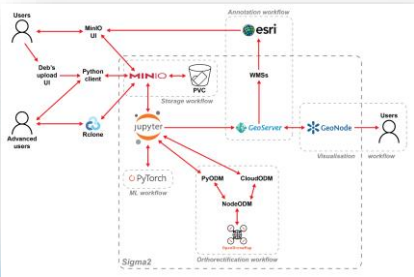 Annotation workflow
Users
MinIO
UI
esri
Deb's
upload
UI
Python
client
MINIO
PVC
WMSs
Storage workflow
Advanced
users
Rclone
jupyter
GeoServer
GeoNode
Users
Visualisation workflow
PyTorch
ML workflow
PyODM
CloudODM
NodeODM
OpenDroneMap
Orthorectification workflow
Sigma2